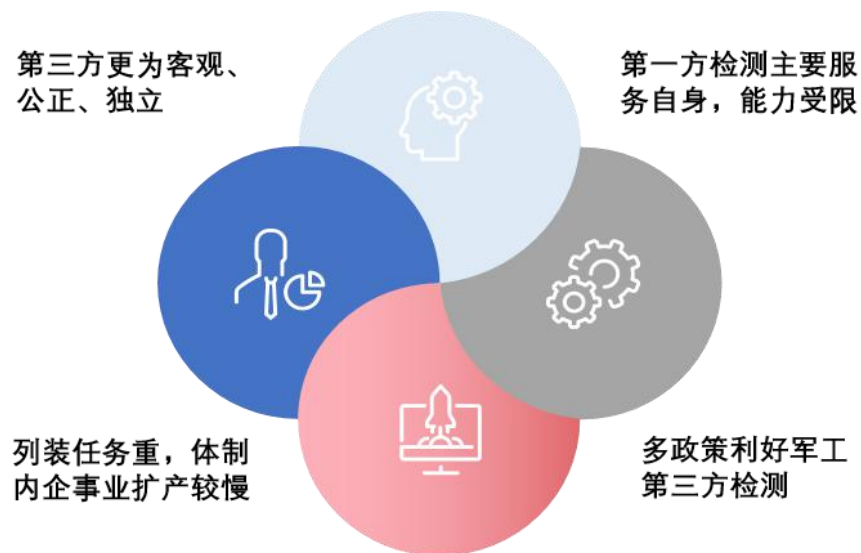 第三方更为客观、
公正、独立
第一方检测主要服
务自身，能力受限
列装任务重，体制
内企事业扩产较慢
多政策利好军工
第三方检测